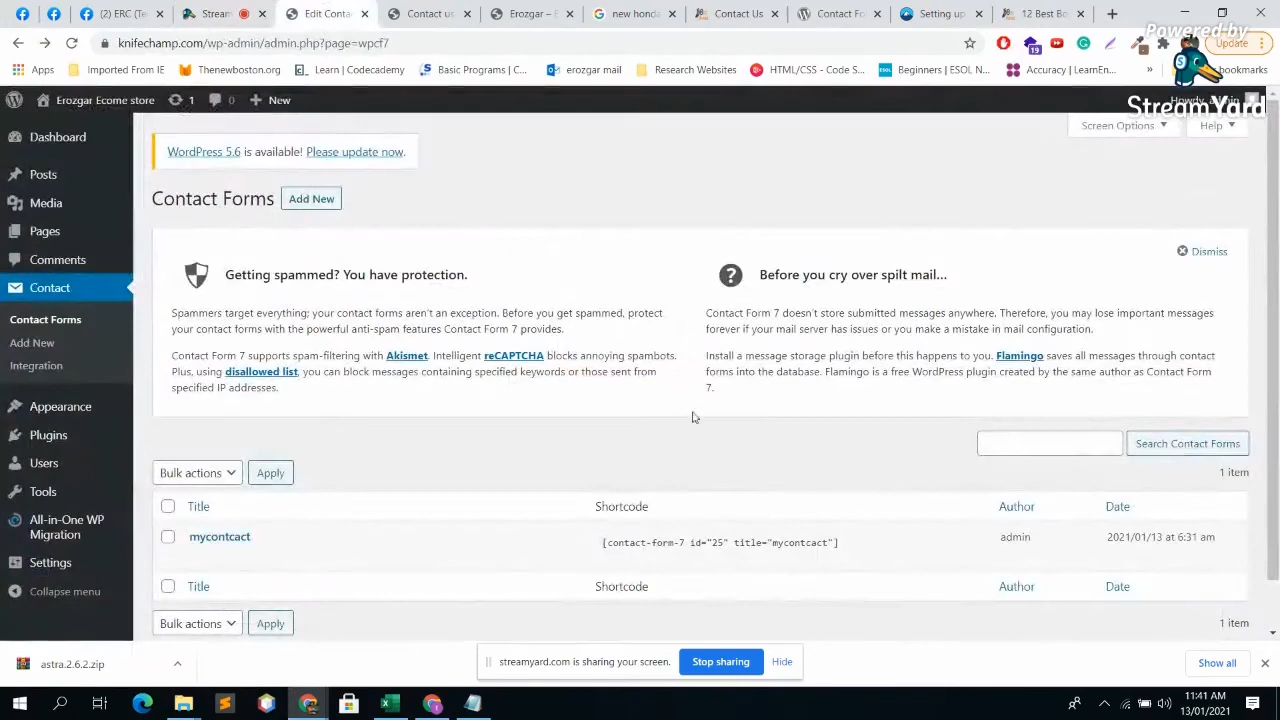 (2) ERC (Te
Stream
Edit Conta
Contact us
Erozgar – E
new honda
Contact Us
Contact Fo
Setting up
12 Best Bo
Powered by
knifechamp.com/wp-admin/admin.php?page=wpcf7
19
Update
Apps
Imported From IE
Thenewboston.org
Learn | Codecademy
Basic Programs | C...
erozgar mail
Research Websites
HTML/CSS - Code S...
Beginners | ESOL N...
Accuracy | LearnEn...
»
bookmarks
StreamYard
Erozgar Ecome store
1
0
New
Howdy, admin
Screen Options
Help
Dashboard
Posts
Media
Pages
Comments
Contact
Contact Forms
Add New
Integration
Appearance
Plugins
Users
Tools
All-in-One WP
Migration
Settings
Collapse menu
WordPress 5.6 is available! Please update now.
Contact Forms
Add New
Dismiss
Getting spammed? You have protection.
Spammers target everything; your contact forms aren't an exception. Before you get spammed, protect
your contact forms with the powerful anti-spam features Contact Form 7 provides.
Contact Form 7 supports spam-filtering with Akismet. Intelligent reCAPTCHA blocks annoying spambots.
Plus, using disallowed list, you can block messages containing specified keywords or those sent from
specified IP addresses.
Before you cry over spilt mail...
Contact Form 7 doesn't store submitted messages anywhere. Therefore, you may lose important messages
forever if your mail server has issues or you make a mistake in mail configuration.
Install a message storage plugin before this happens to you. Flamingo saves all messages through contact
forms into the database. Flamingo is a free WordPress plugin created by the same author as Contact Form
7.
Search Contact Forms
Bulk actions
Apply
1 item
Title
Shortcode
Author
Date
mycontcact
[contact-form-7 id="25" title="mycontcact"]
admin
2021/01/13 at 6:31 am
Title
Shortcode
Author
Date
Bulk actions
Apply
1 item
astra.2.6.2.zip
streamyard.com is sharing your screen.
Stop sharing
Hide
Show all
11:41 AM
13/01/2021